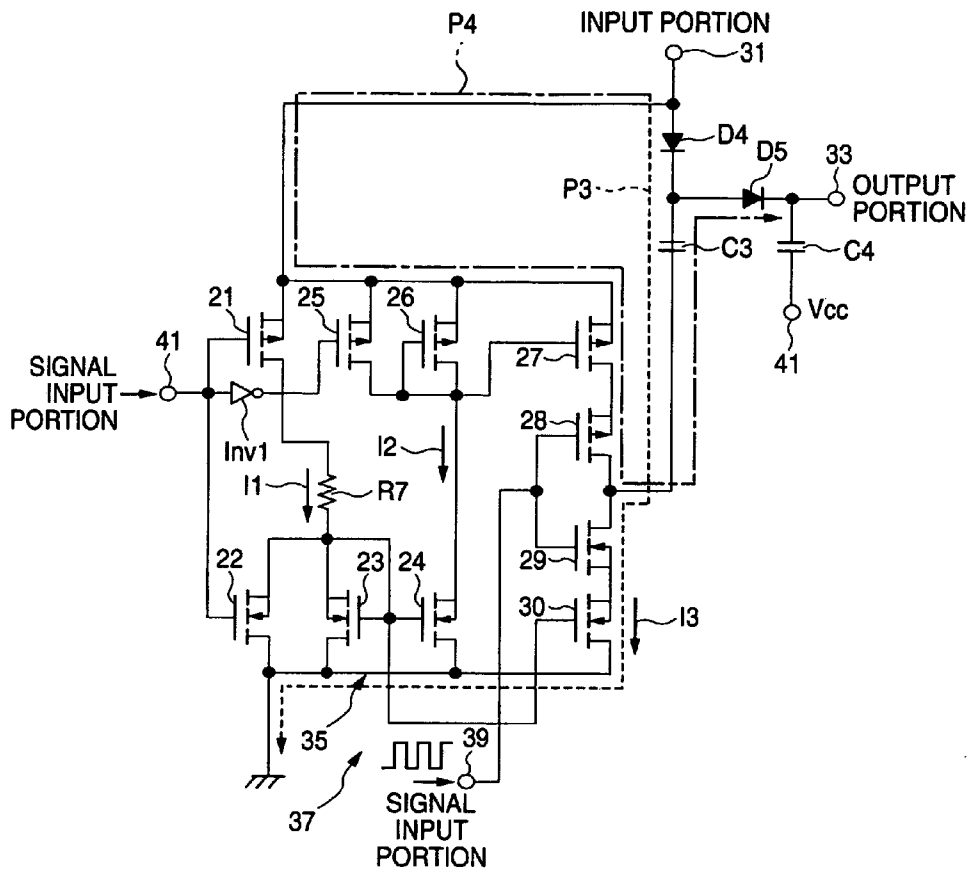 P4
INPUT PORTION
31
D4
D5
33
P3
OUTPUT
PORTION
C3
C4
21
25
26
Vcc
41
41
27
SIGNAL
INPUT
PORTION
28
Inv1
I2
I1
R7
22
23
24
29
30
I3
35
39
37
SIGNAL
INPUT
PORTION